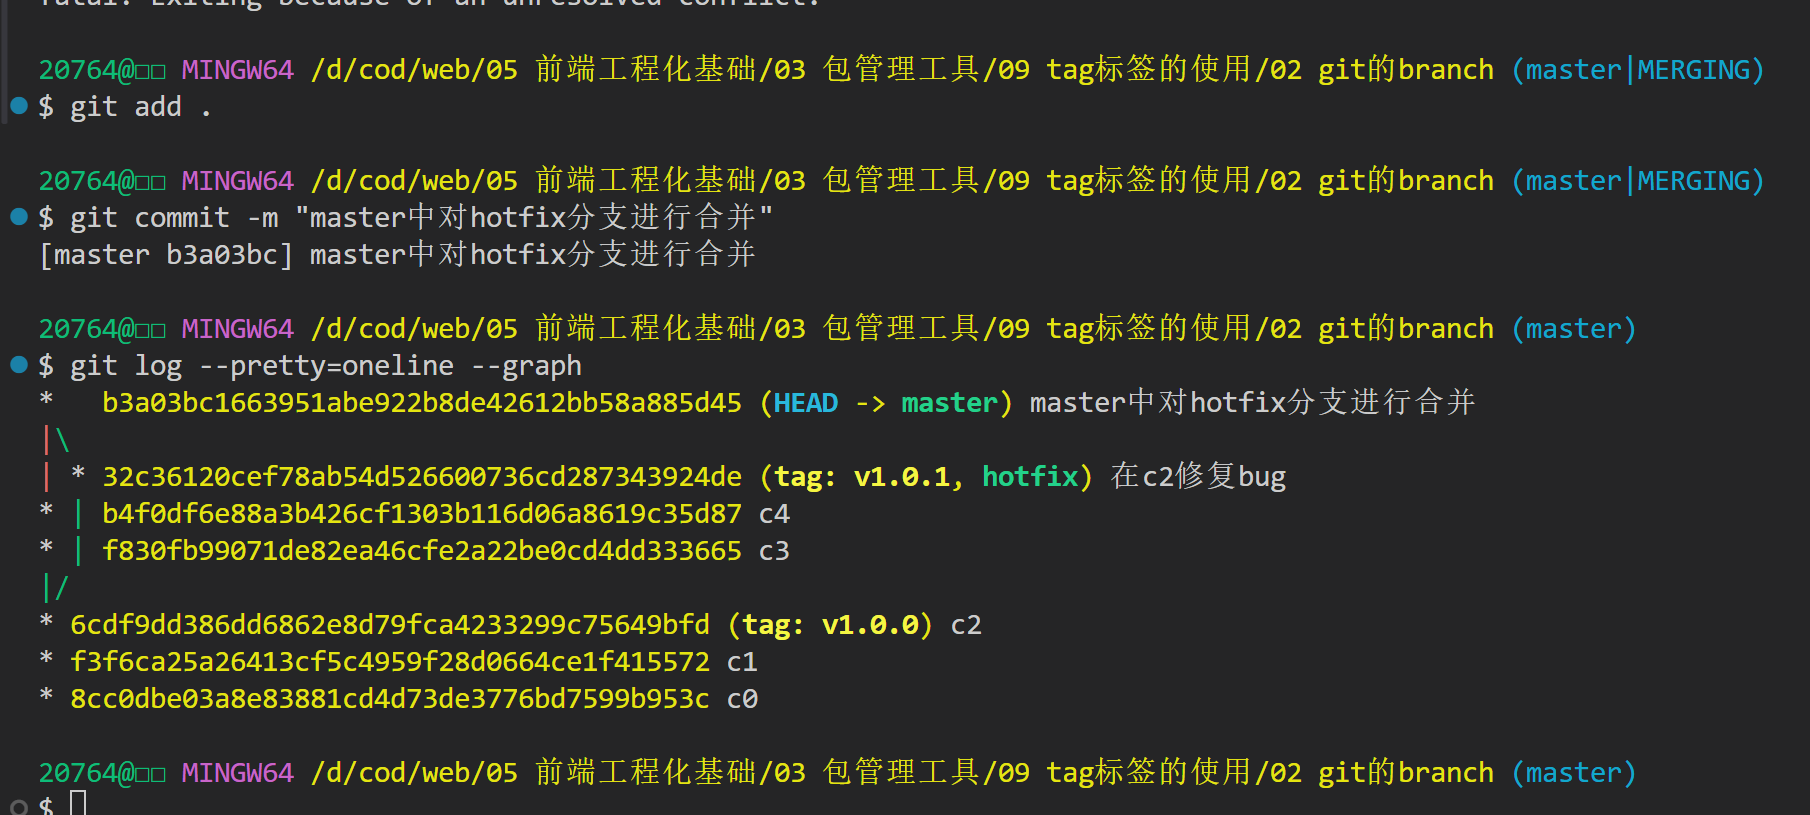 fatal: Exiting because of an unresolved conflict.
20764@□□ MINGW64 /d/cod/web/05 前端工程化基础/03 包管理工具/09 tag标签的使用/02 git的branch (master|MERGING)
$ git add .
20764@□□ MINGW64 /d/cod/web/05 前端工程化基础/03 包管理工具/09 tag标签的使用/02 git的branch (master|MERGING)
$ git commit -m "master中对hotfix分支进行合并"
[master b3a03bc] master中对hotfix分支进行合并
20764@□□ MINGW64 /d/cod/web/05 前端工程化基础/03 包管理工具/09 tag标签的使用/02 git的branch (master)
$ git log --pretty=oneline --graph
*   b3a03bc1663951abe922b8de42612bb58a885d45 (HEAD -> master) master中对hotfix分支进行合并
|\
| * 32c36120cef78ab54d526600736cd287343924de (tag: v1.0.1, hotfix) 在c2修复bug
* | b4f0df6e88a3b426cf1303b116d06a8619c35d87 c4
* | f830fb99071de82ea46cfe2a22be0cd4dd333665 c3
|/
* 6cdf9dd386dd6862e8d79fca4233299c75649bfd (tag: v1.0.0) c2
* f3f6ca25a26413cf5c4959f28d0664ce1f415572 c1
* 8cc0dbe03a8e83881cd4d73de3776bd7599b953c c0
20764@□□ MINGW64 /d/cod/web/05 前端工程化基础/03 包管理工具/09 tag标签的使用/02 git的branch (master)
$